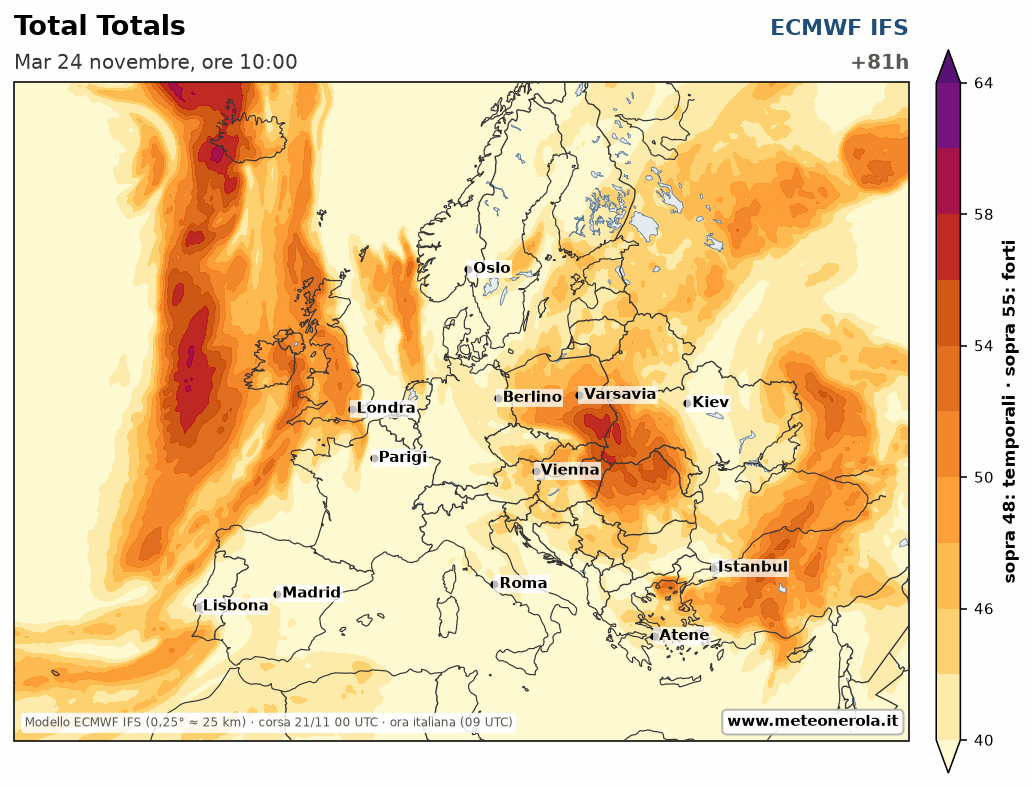 Total Totals
ECMWF IFS
Mar 24 novembre, ore 10:00
+81h
64
58
54
50
46
40
sopra 48: temporali · sopra 55: forti
Oslo
Berlino
Varsavia
Kiev
Londra
Parigi
Vienna
Istanbul
Roma
Madrid
Lisbona
Atene
Modello ECMWF IFS (0,25° ≈ 25 km) · corsa 21/11 00 UTC · ora italiana (09 UTC)
www.meteonerola.it